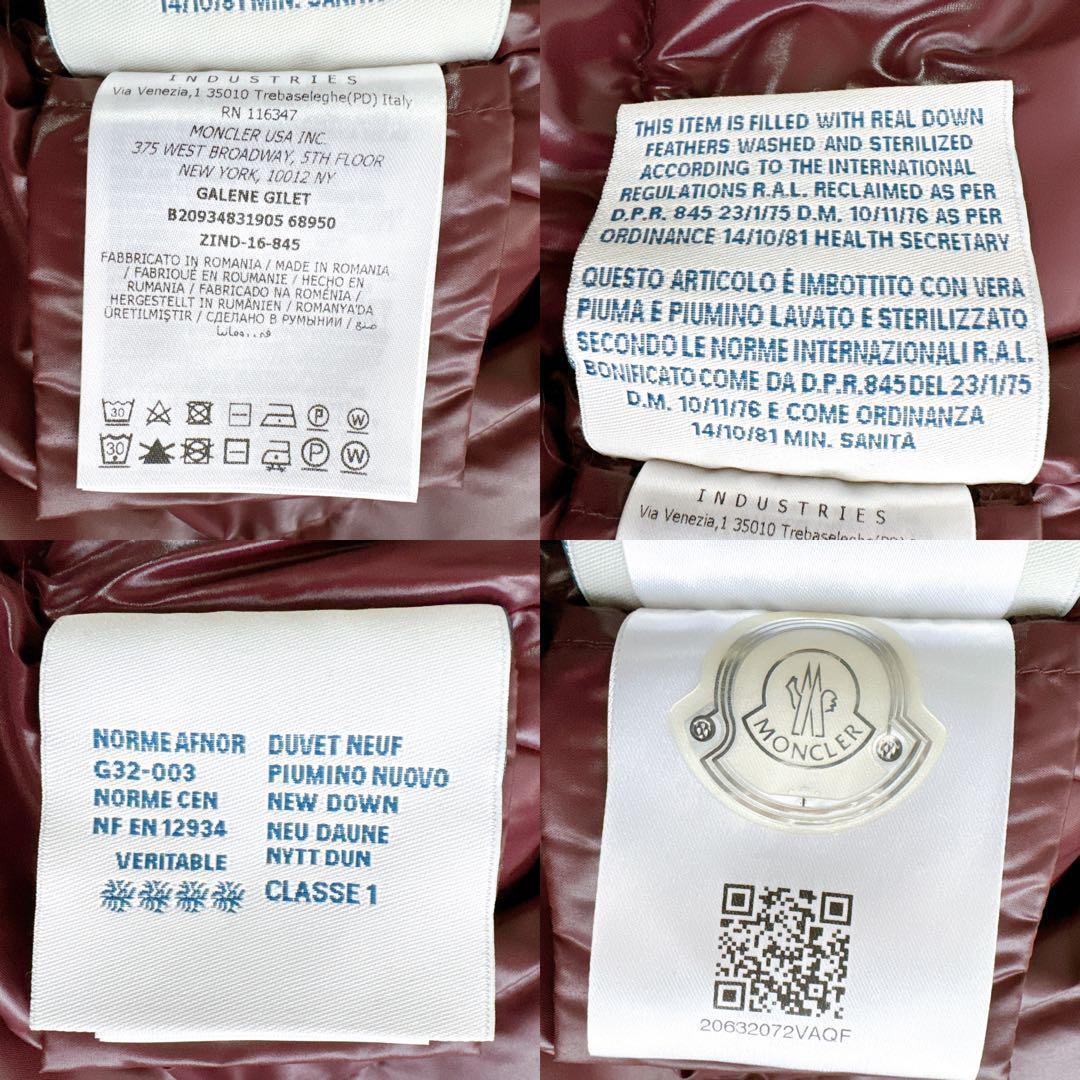 14/10/81 MIN. SANITÀ
INDUSTRIES
Via Venezia,1 35010 Trebaseleghe(PD) Italy
RN 116347
MONCLER USA INC.
375 WEST BROADWAY, 5TH FLOOR
NEW YORK, 10012 NY
GALENE GILET
B20934831905 68950
ZIND-16-845
FABBRICATO IN ROMANIA / MADE IN ROMANIA
/ FABRIQUÉ EN ROUMANIE / HECHO EN
RUMANIA / FABRICADO NA ROMÉNIA /
HERGESTELLT IN RUMÄNIEN / ROMANYA'DA
ÜRETILMIŞTIR / СДЕЛАНО В РУМЫНИИ / صنع
30 P W
30 P W
THIS ITEM IS FILLED WITH REAL DOWN
FEATHERS WASHED AND STERILIZED
ACCORDING TO THE INTERNATIONAL
REGULATIONS R.A.L. RECLAIMED AS PER
D.P.R. 845 23/1/75 D.M. 10/11/76 AS PER
ORDINANCE 14/10/81 HEALTH SECRETARY
QUESTO ARTICOLO É IMBOTTITO CON VERA
PIUMA E PIUMINO LAVATO E STERILIZZATO
SECONDO LE NORME INTERNAZIONALI R.A.L.
BONIFICATO COME DA D.P.R.845 DEL 23/1/75
D.M. 10/11/76 E COME ORDINANZA
14/10/81 MIN. SANITÀ
INDUSTRIES
Via Venezia,1 35010 Trebaseleghe(PD)
NORME AFNOR
G32-003
NORME CEN
NF EN 12934
VERITABLE
DUVET NEUF
PIUMINO NUOVO
NEW DOWN
NEU DAUNE
NYTT DUN
CLASSE 1
MONCLER
20632072VAQF